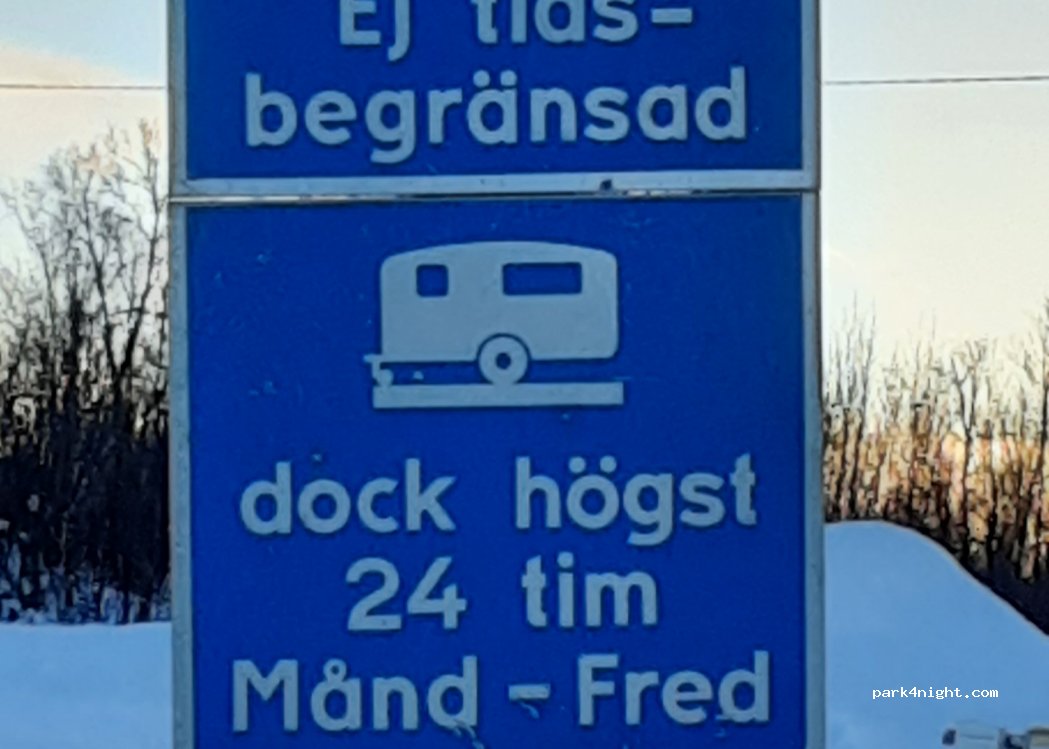 Ej tids-
begränsad
dock högst
24 tim
Månd - Fred
park4night.com